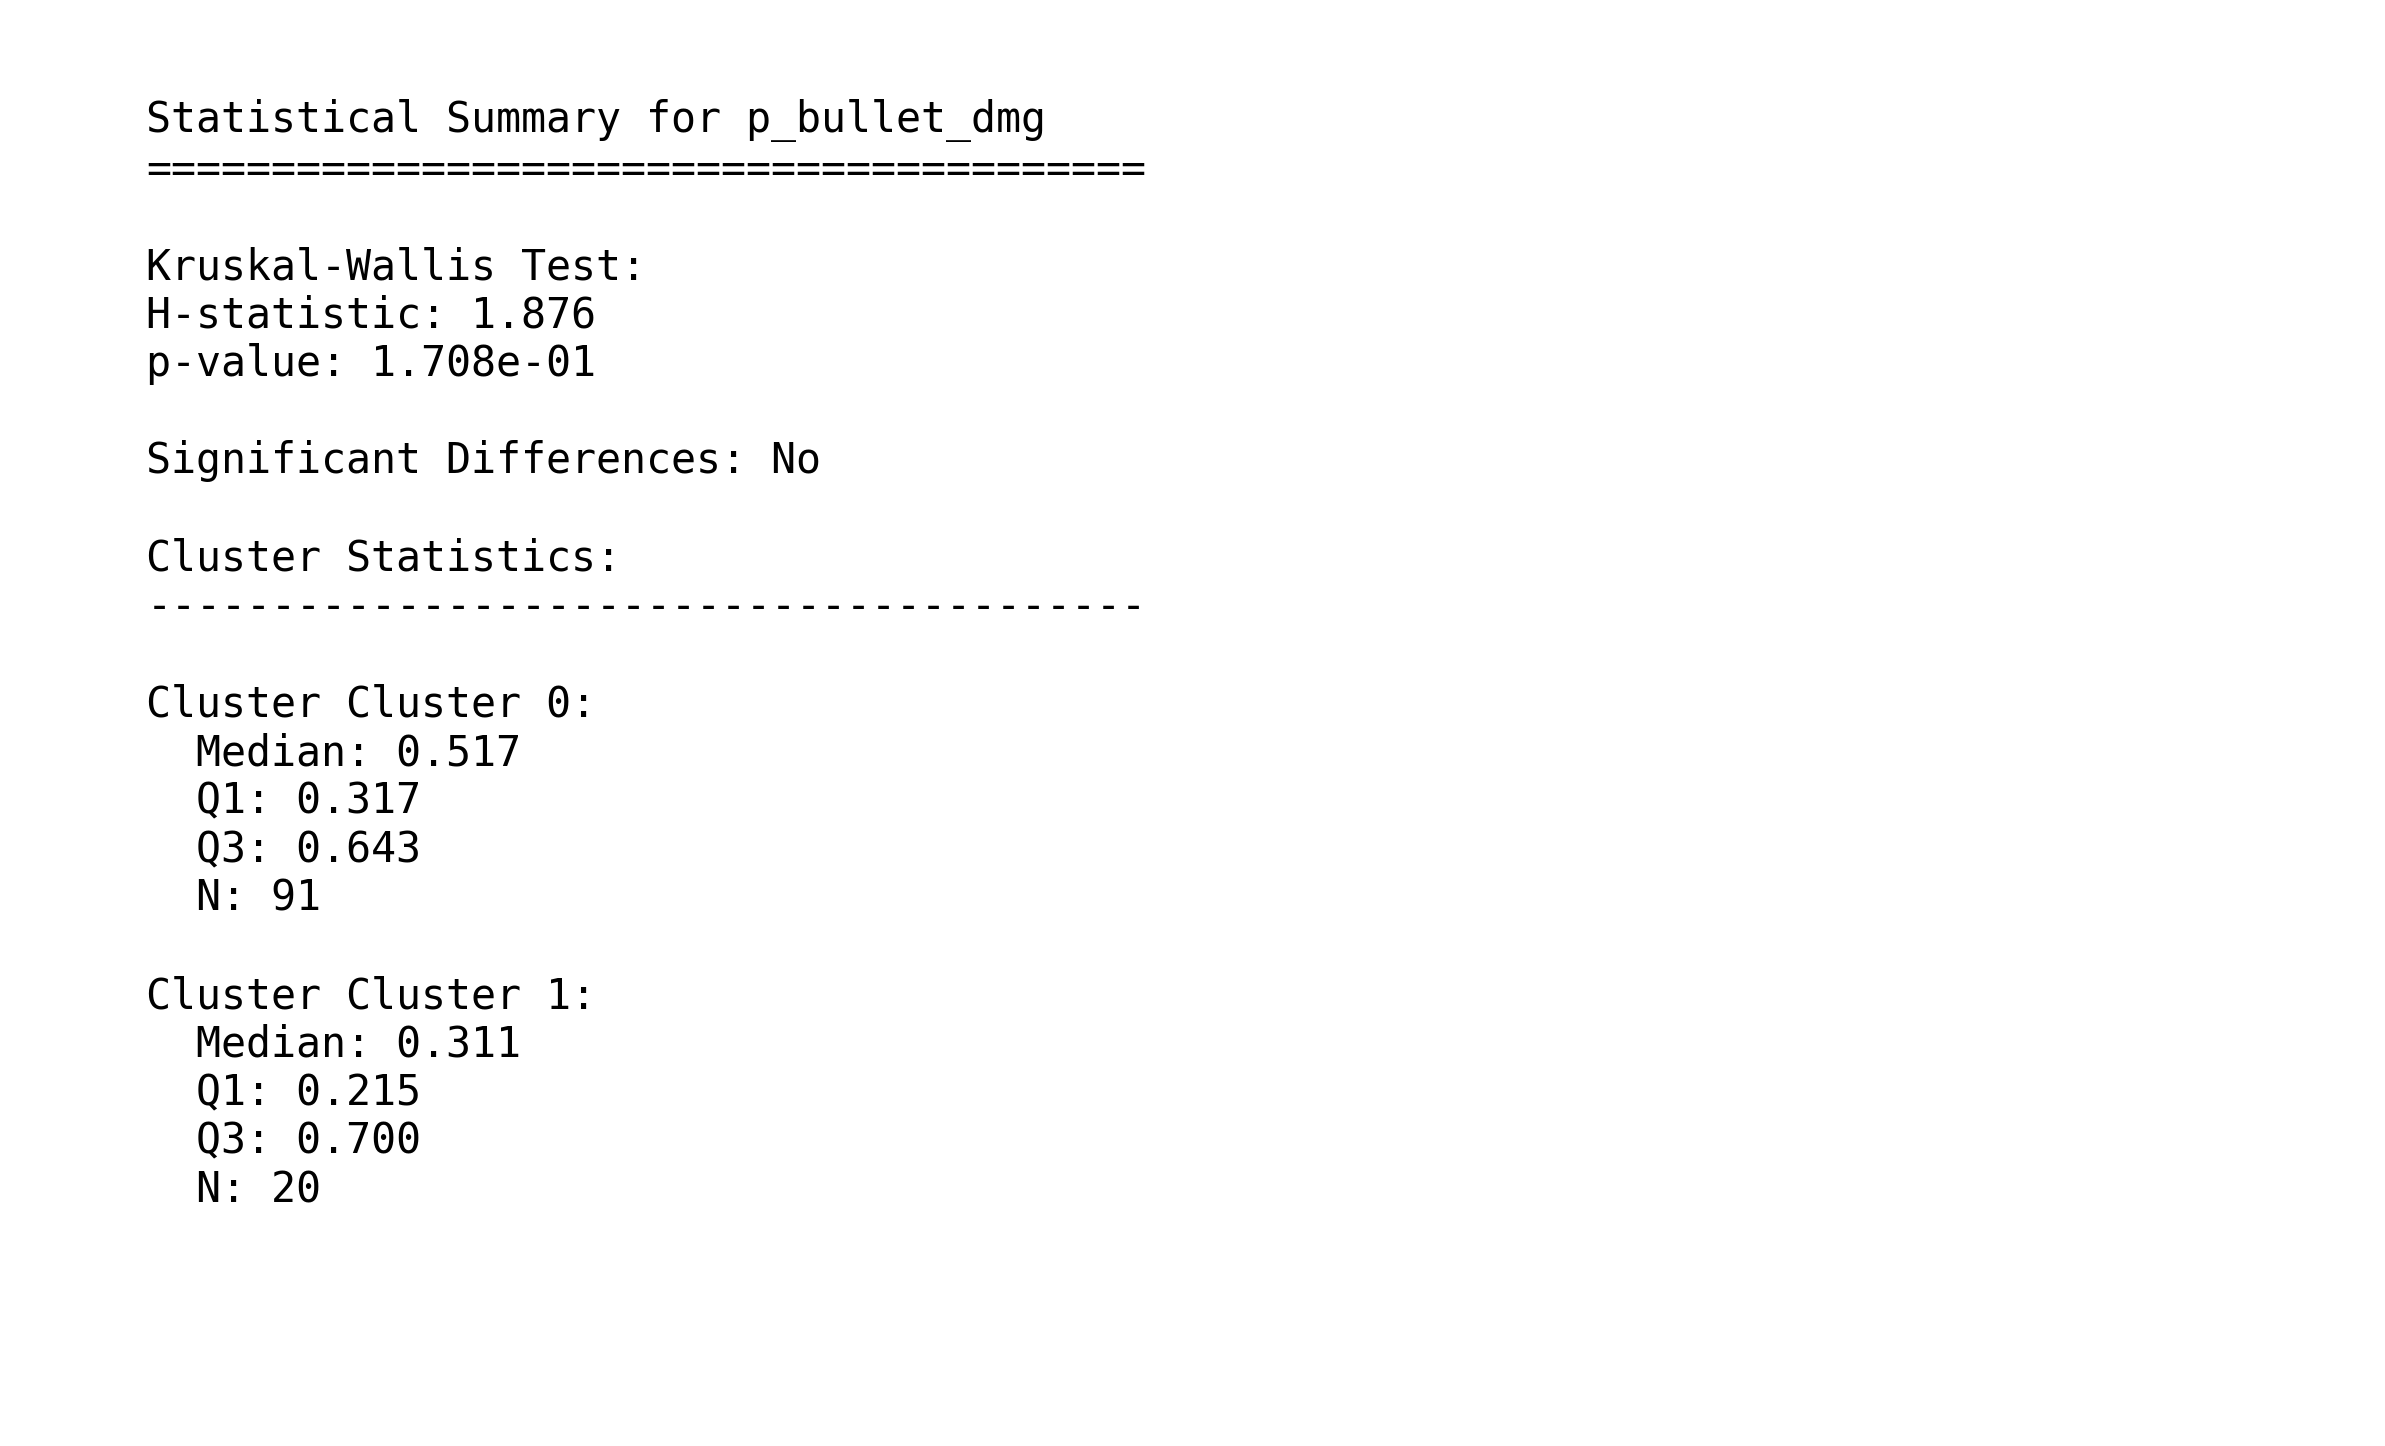 Statistical Summary for p_bullet_dmg
========================================
Kruskal-Wallis Test:
H-statistic: 1.876
p-value: 1.708e-01
Significant Differences: No
Cluster Statistics:
----------------------------------------
Cluster Cluster 0:
Median: 0.517
Q1: 0.317
Q3: 0.643
N: 91
Cluster Cluster 1:
Median: 0.311
Q1: 0.215
Q3: 0.700
N: 20